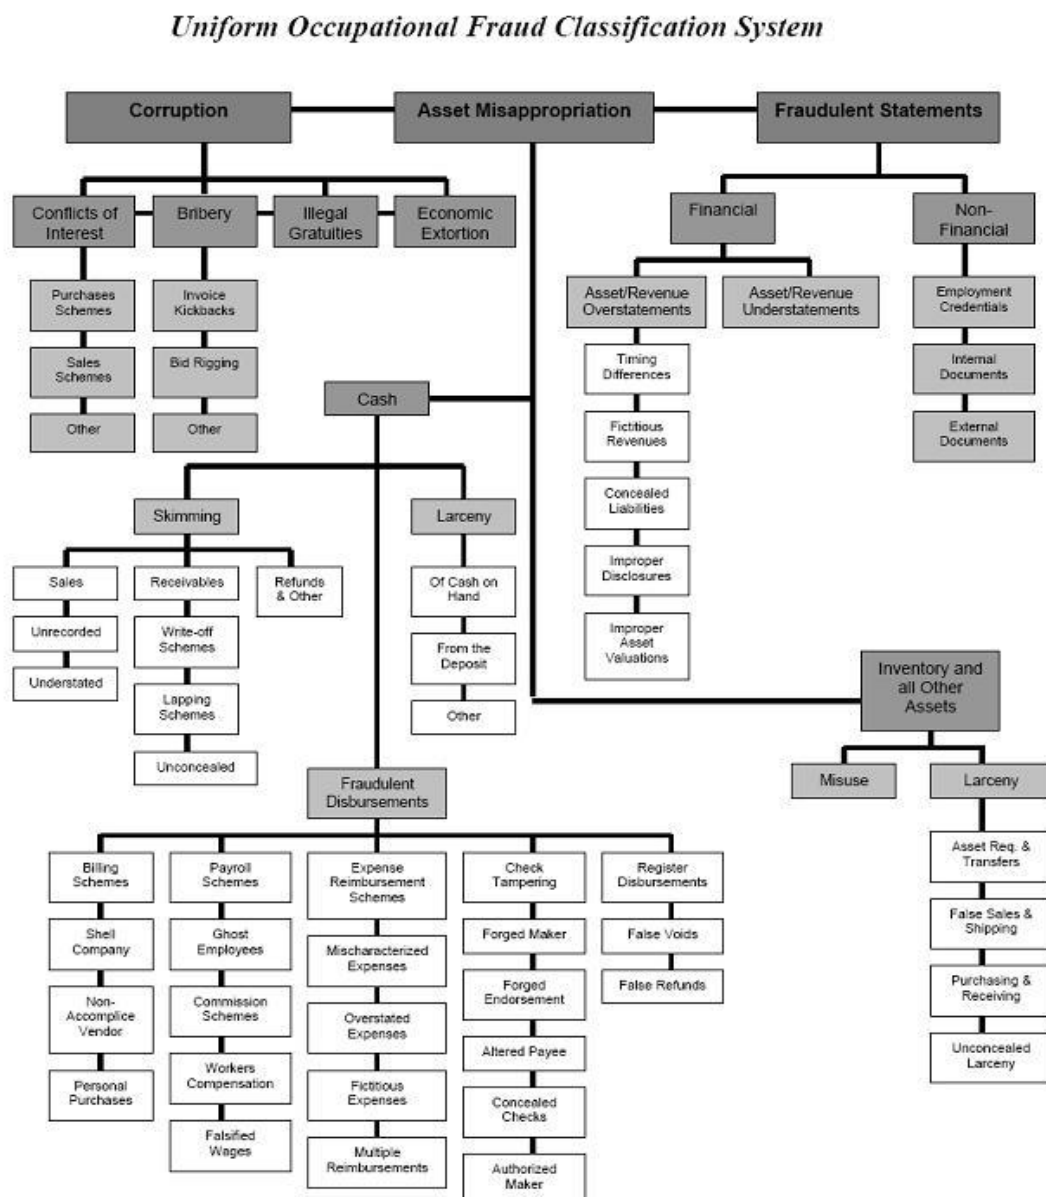 Uniform Occupational Fraud Classification System
Corruption
Asset Misappropriation
Fraudulent Statements
Conflicts of
Interest
Bribery
Illegal
Gratuities
Economic
Extortion
Financial
Non-
Financial
Purchases
Schemes
Invoice
Kickbacks
Asset/Revenue
Overstatements
Asset/Revenue
Understatements
Employment
Credentials
Sales
Schemes
Bid Rigging
Timing
Differences
Internal
Documents
Cash
Other
Other
Fictitious
Revenues
External
Documents
Skimming
Larceny
Concealed
Liabilities
Sales
Receivables
Refunds
& Other
Of Cash on
Hand
Improper
Disclosures
Unrecorded
Write-off
Schemes
From the
Deposit
Improper
Asset
Valuations
Understated
Lapping
Schemes
Other
Inventory and
all Other
Assets
Unconcealed
Fraudulent
Disbursements
Misuse
Larceny
Billing
Schemes
Payroll
Schemes
Expense
Reimbursement
Schemes
Check
Tampering
Register
Disbursements
Asset Req. &
Transfers
Shell
Company
Ghost
Employees
Mischaracterized
Expenses
Forged Maker
False Voids
False Sales &
Shipping
Non-
Accomplice
Vendor
Commission
Schemes
Overstated
Expenses
Forged
Endorsement
False Refunds
Purchasing &
Receiving
Personal
Purchases
Workers
Compensation
Fictitious
Expenses
Altered Payee
Unconcealed
Larceny
Falsified
Wages
Multiple
Reimbursements
Concealed
Checks
Authorized
Maker